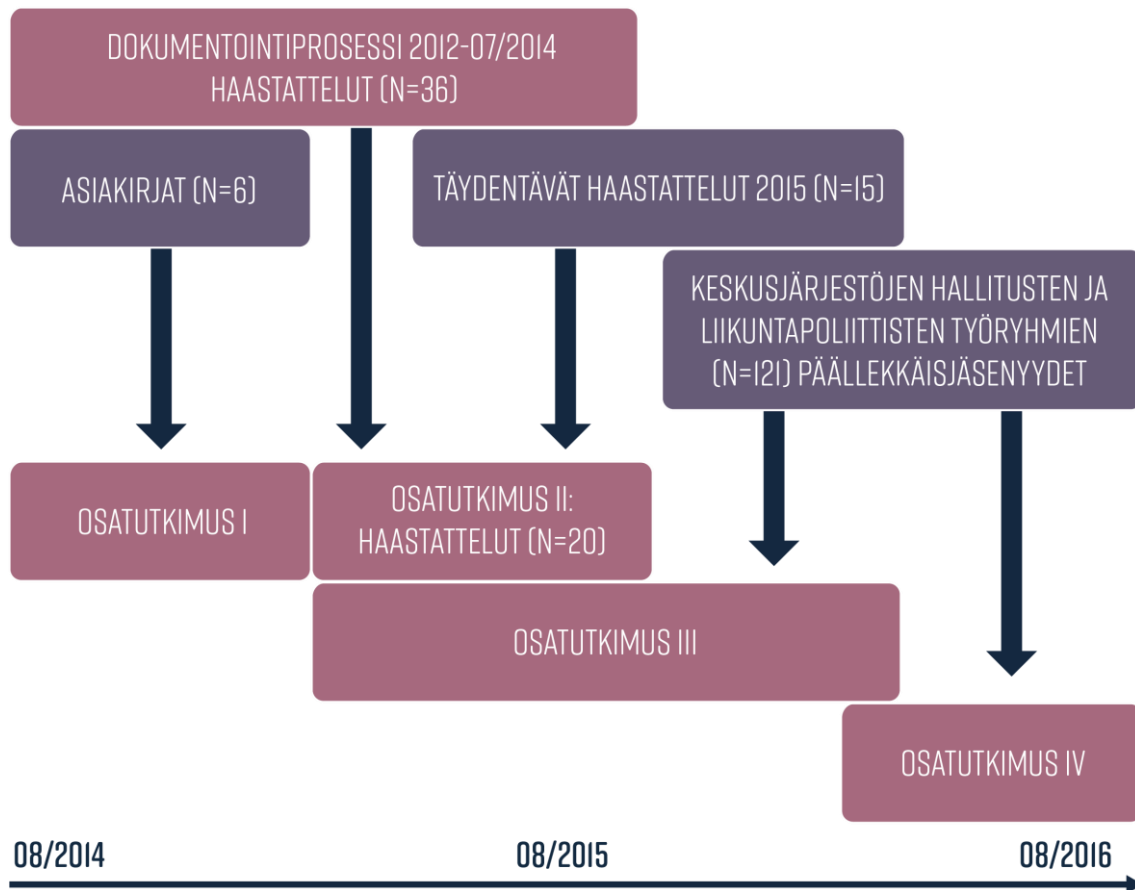 DOKUMENTOINTIPROSESSI 2012-07/2014
HAASTATTELUT (N=36)
ASIAKIRJAT (N=6)
TÄYDENTÄVÄT HAASTATTELUT 2015 (N=15)
KESKUSJÄRJESTÖJEN HALLITUSTEN JA
LIIKUNTAPOLIITTISTEN TYÖRYHMIEN
(N=121) PÄÄLLEKKÄISJÄSENYYDET
OSATUTKIMUS I
OSATUTKIMUS II:
HAASTATTELUT (N=20)
OSATUTKIMUS III
OSATUTKIMUS IV
08/2014
08/2015
08/2016